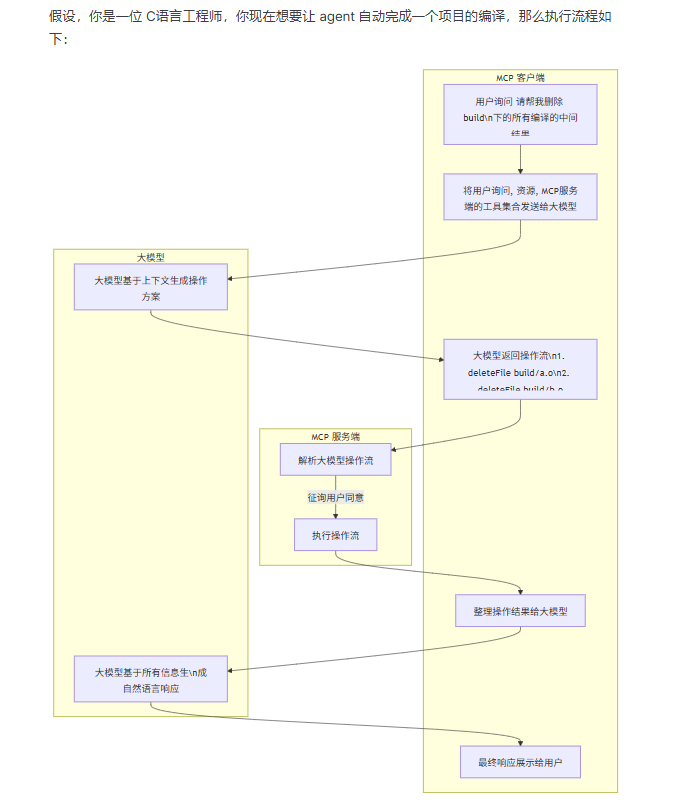 假设，你是一位 C语言工程师，你现在想要让 agent 自动完成一个项目的编译，那么执行流程如
下：
MCP 客户端
用户询问 请帮我删除
build\n下的所有编译的中间
结果
将用户询问, 资源, MCP服务
端的工具集合发送给大模型
大模型
大模型基于上下文生成操作
方案
大模型返回操作流\n1.
deleteFile build/a.o\n2.
deleteFile build/b.o
MCP 服务端
解析大模型操作流
征询用户同意
执行操作流
整理操作结果给大模型
大模型基于所有信息生\n成
自然语言响应
最终响应展示给用户